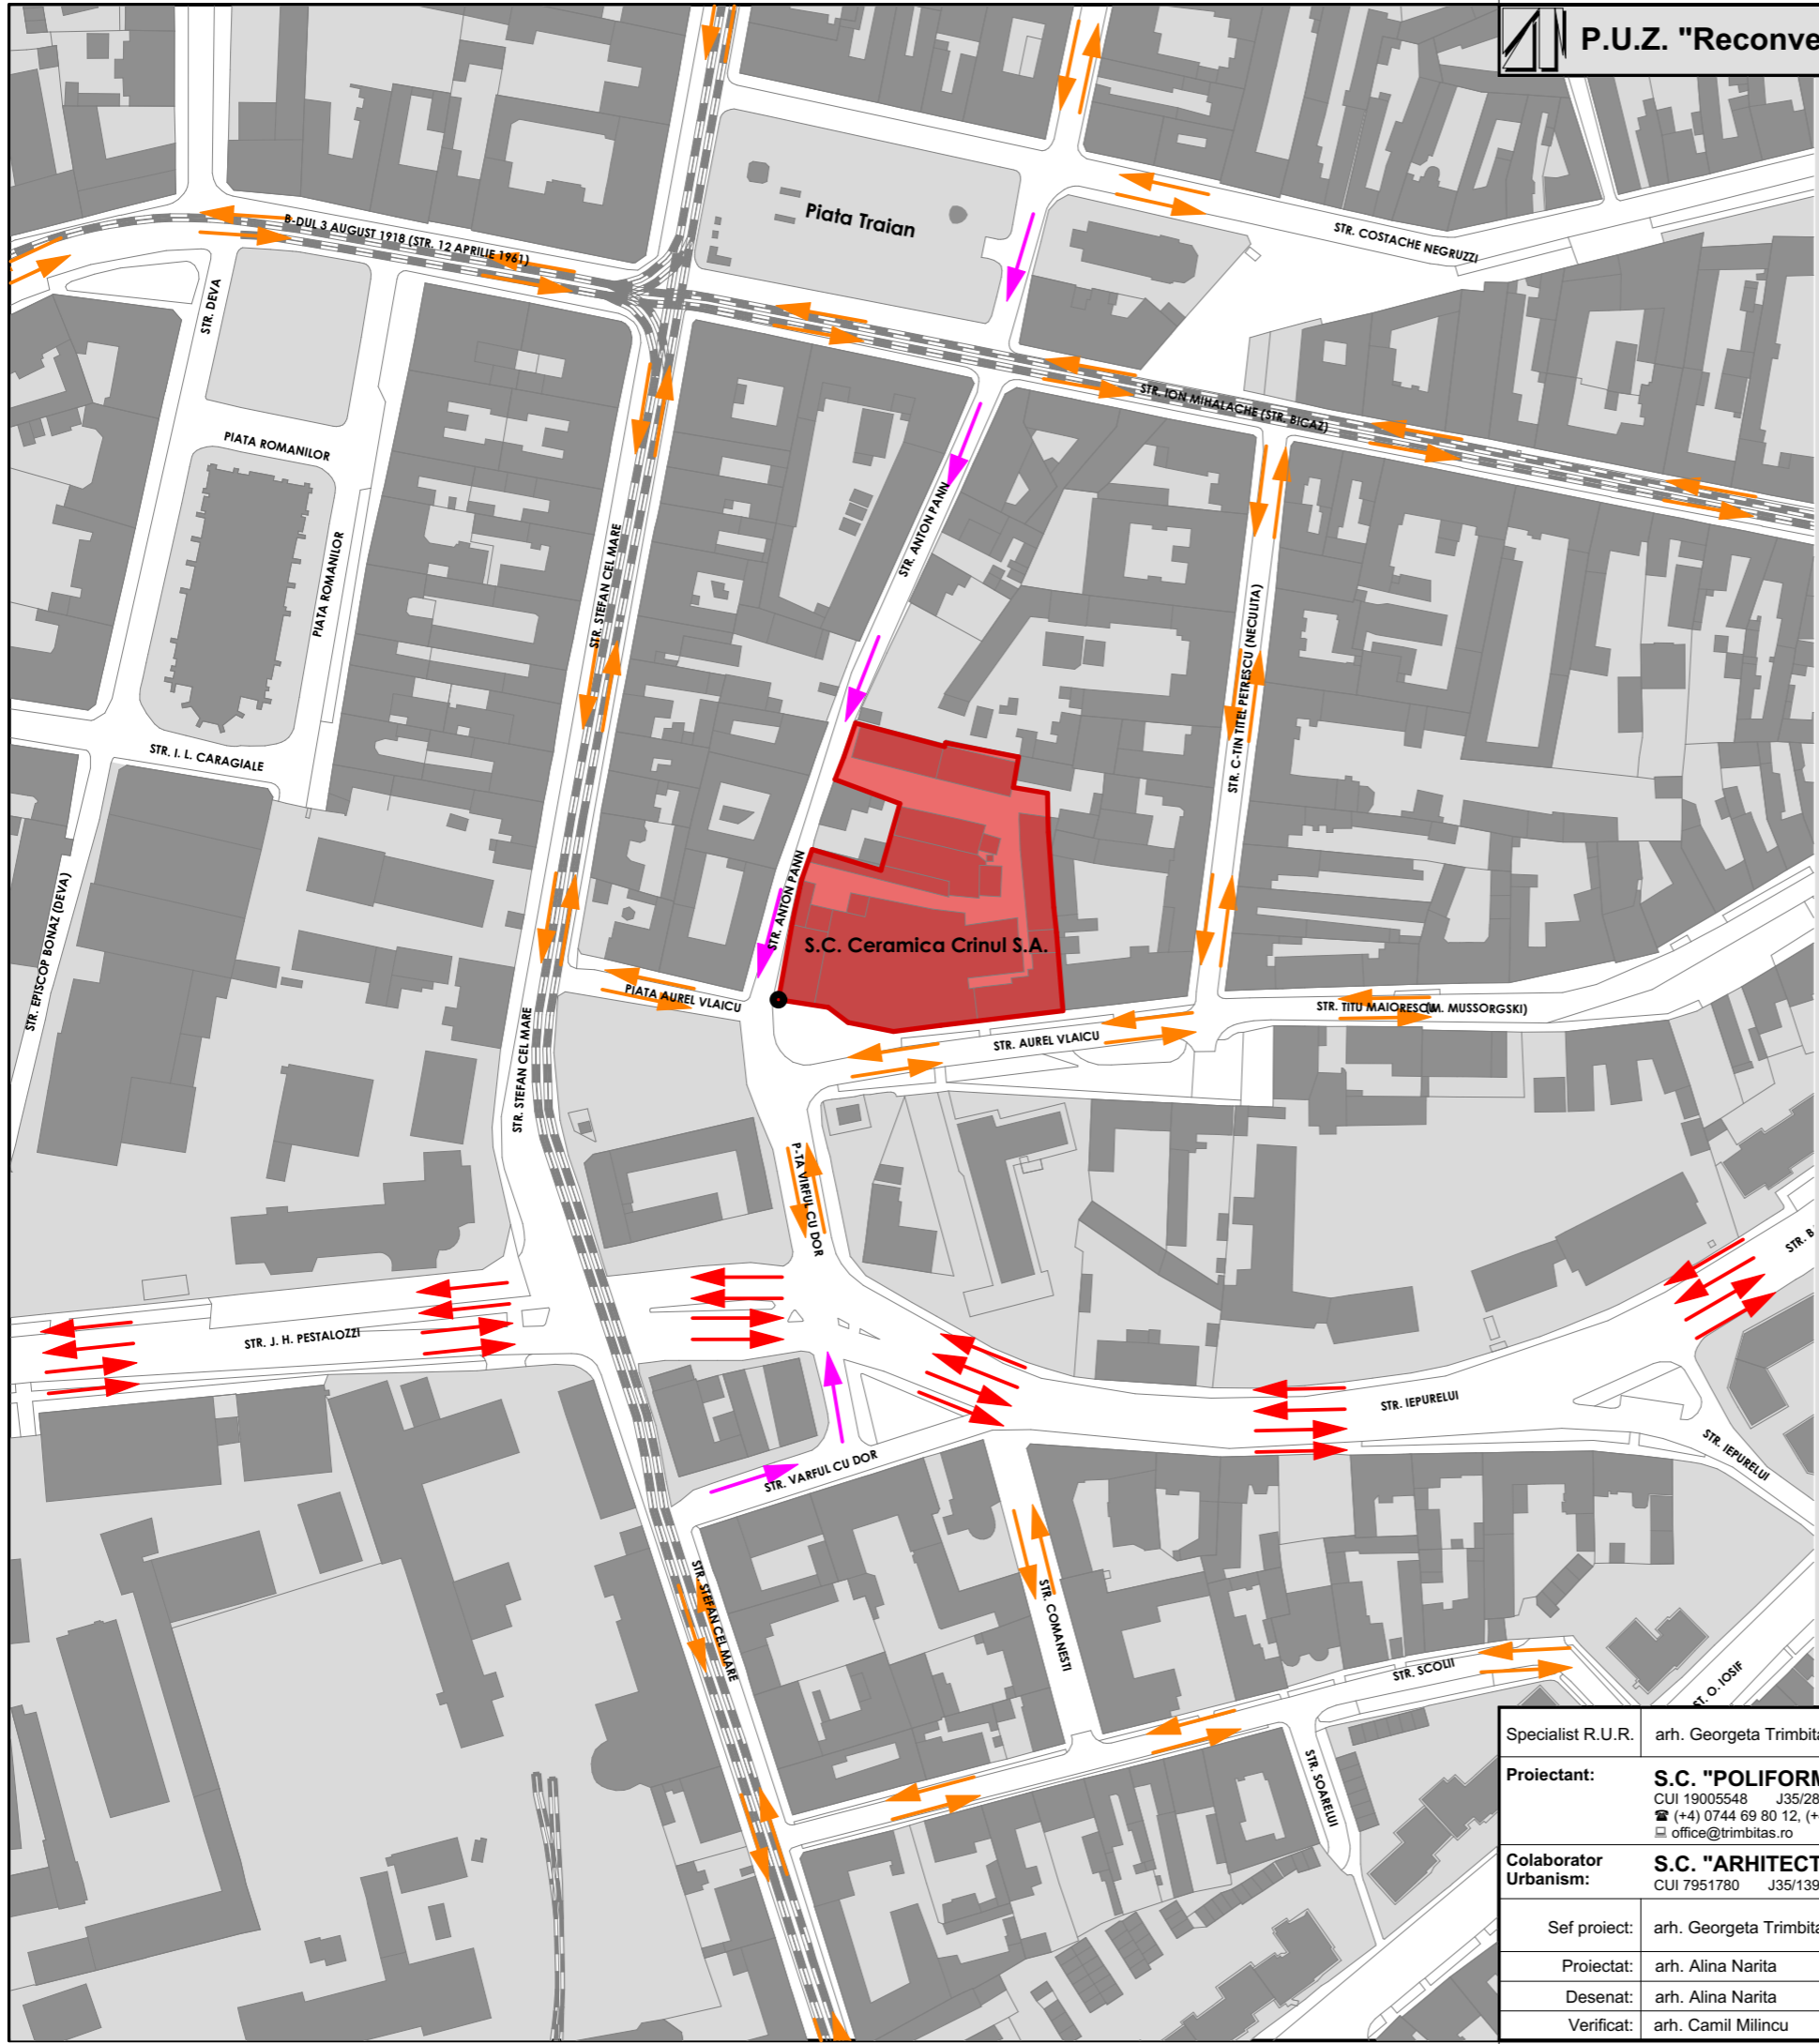 P.U.Z. "Reconve
Piata Traian
B-DUL 3 AUGUST 1918 (STR. 12 APRILIE 1961)
STR. COSTACHE NEGRUZZI
STR. DEVA
STR. ION MIHALACHE (STR. BICAZ)
PIATA ROMANILOR
PIATA ROMANILOR
STR. ANTON PANN
STR. STEFAN CEL MARE
STR. C-TIN TITEL PETRESCU (NECULITA)
STR. I. L. CARAGIALE
STR. EPISCOP BONAZ (DEVA)
STR. ANTON PANN
S.C. Ceramica Crinul S.A.
PIATA AUREL VLAICU
STR. TITU MAIORESCU (M. MUSSORGSKI)
STR. AUREL VLAICU
STR. STEFAN CEL MARE
P-TA VIRFUL CU DOR
STR. B
STR. J. H. PESTALOZZI
STR. IEPURELUI
STR. IEPURELUI
STR. VARFUL CU DOR
STR. STEFAN CEL MARE
STR. COMANESTI
STR. SCOLII
ST. O. IOSIF
STR. SOARELUI
Specialist R.U.R. arh. Georgeta Trimbita
Proiectant: S.C. "POLIFORM
CUI 19005548 J35/28
☎ (+4) 0744 69 80 12, (+
office@trimbitas.ro
Colaborator Urbanism: S.C. "ARHITECT
CUI 7951780 J35/139
Sef proiect: arh. Georgeta Trimbita
Proiectat: arh. Alina Narita
Desenat: arh. Alina Narita
Verificat: arh. Camil Milincu